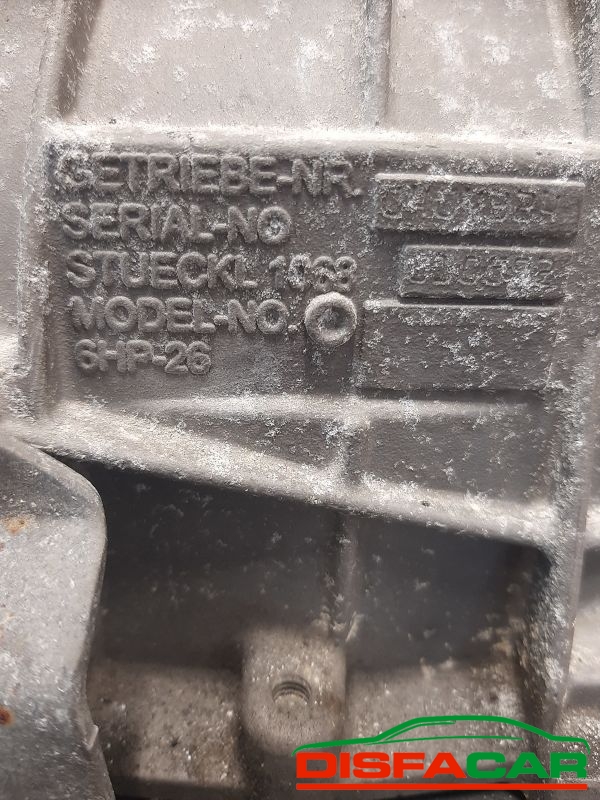 GETRIEBE-NR.
SERIAL-NO
STUECKL 1068
MODEL-NO.
6HP-26
DISFACAR